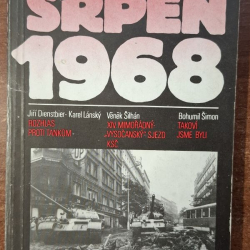 SRPEN
1968
Jiří Dienstbier - Karel Lánský
ROZHLAS
PROTI TANKŮM
Věněk Šilhán
XIV. MIMOŘÁDNÝ
„VYSOČANSKÝ“ SJEZD
KSČ
Bohumil Šimon
TAKOVÍ
JSME BYLI